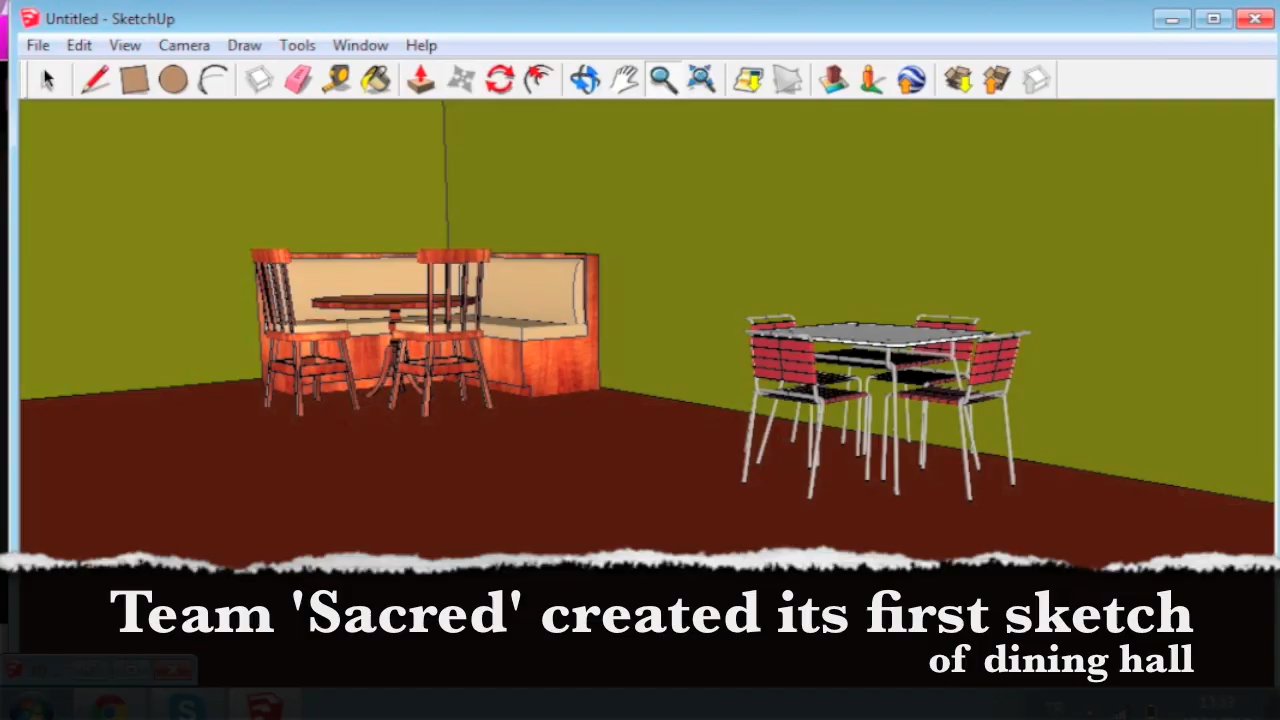 Untitled - SketchUp
File Edit View Camera Draw Tools Window Help
Team 'Sacred' created its first sketch
of dining hall